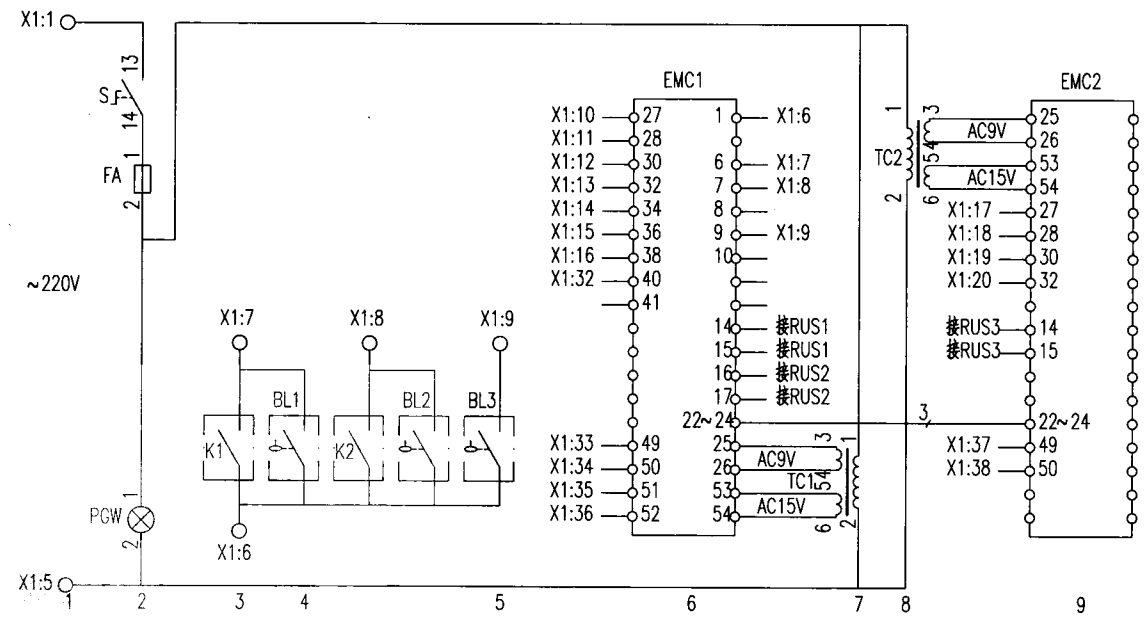 X1:1
13
S
14
1
FA
2
~220V
X1:7
X1:8
X1:9
BL1
BL2
BL3
K1
K2
X1:6
1
PGW
2
X1:5
EMC1
X1:10 27
X1:11 28
X1:12 30
X1:13 32
X1:14 34
X1:15 36
X1:16 38
X1:32 40
41
X1:33 49
X1:34 50
X1:35 51
X1:36 52
1 X1:6
6 X1:7
7 X1:8
8
9 X1:9
10
14 接RUS1
15 接RUS1
16 接RUS2
17 接RUS2
22~24
25
26
53
54
AC9V
AC15V
3
54
6
TC1
1
2
3
1
TC2
2
3
54
6
AC9V
AC15V
EMC2
25
26
53
54
X1:17 27
X1:18 28
X1:19 30
X1:20 32
接RUS3 14
接RUS3 15
22~24
X1:37 49
X1:38 50
1 2 3 4 5 6 7 8 9